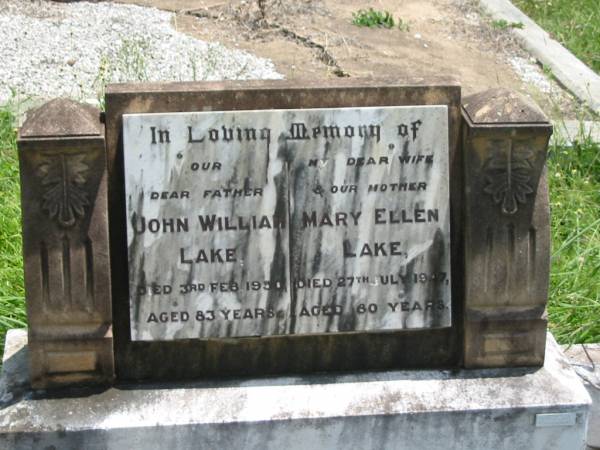 In Loving Memory of
OUR
DEAR FATHER
JOHN WILLIAM
LAKE,
DIED 3RD FEB 1950,
AGED 83 YEARS.
MY DEAR WIFE
& OUR MOTHER
MARY ELLEN
LAKE,
DIED 27TH JULY 1947,
AGED 80 YEARS.